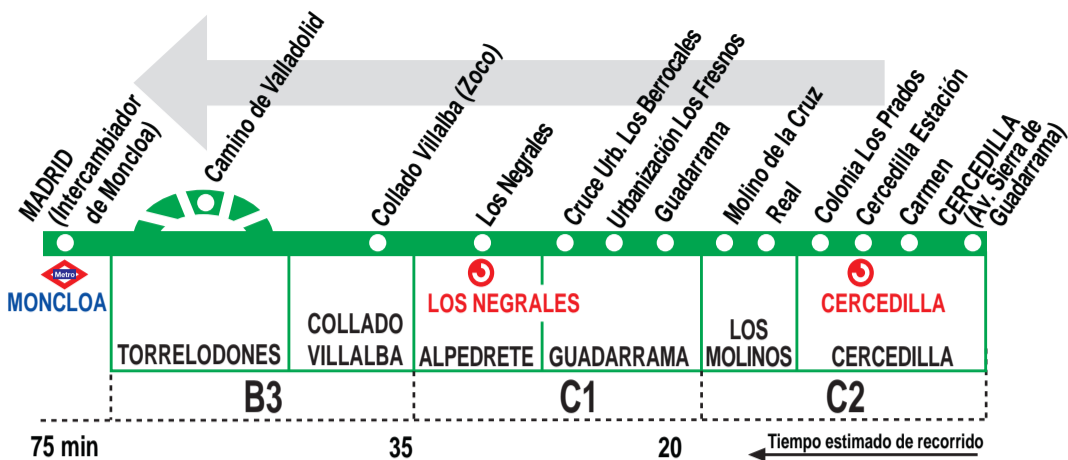 MADRID
(Intercambiador
de Moncloa)
Camino de Valladolid
Collado Villalba (Zoco)
Los Negrales
Cruce Urb. Los Berrocales
Urbanización Los Fresnos
Guadarrama
Molino de la Cruz
Real
Colonia Los Prados
Cercedilla Estación
Carmen
CERCEDILLA
(Av. Sierra de
Guadarrama)
Metro
MONCLOA
LOS NEGRALES
CERCEDILLA
TORRELODONES
COLLADO
VILLALBA
ALPEDRETE
GUADARRAMA
LOS
MOLINOS
CERCEDILLA
B3
C1
C2
75 min
35
20
Tiempo estimado de recorrido